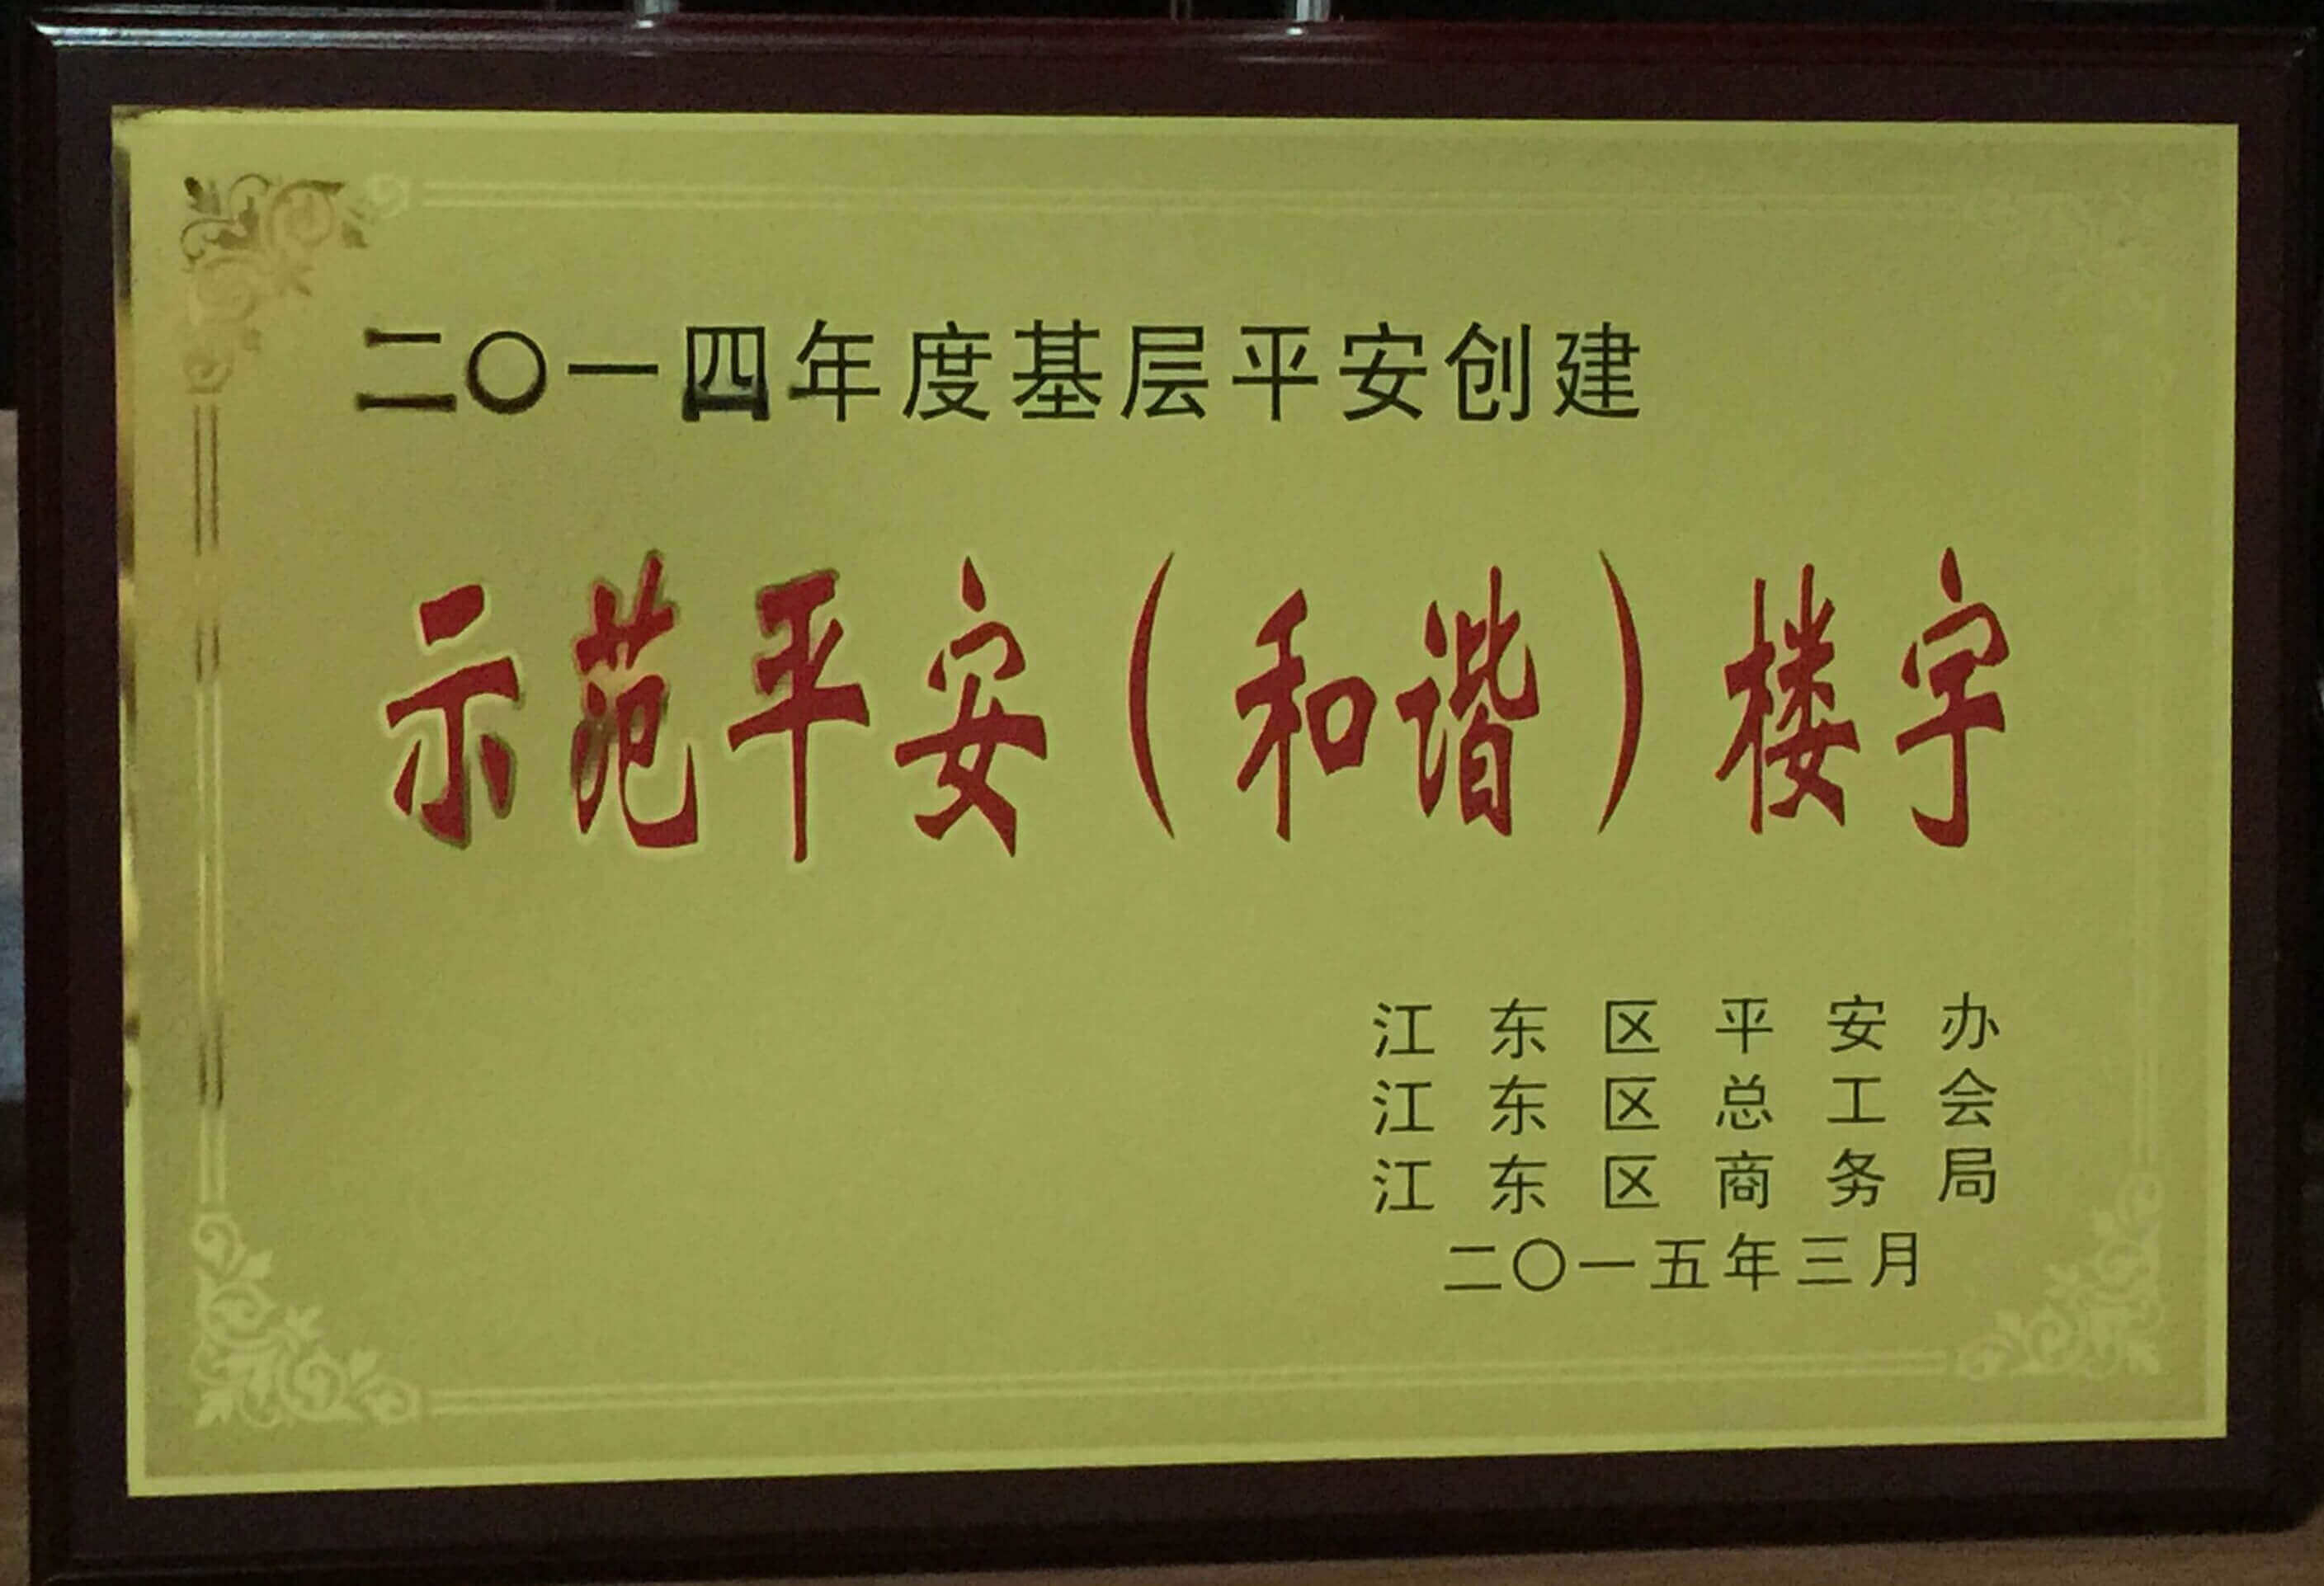 二〇一四年度基层平安创建
示范平安（和谐）楼宇
江东区平安办
江东区总工会
江东区商务局
二〇一五年三月